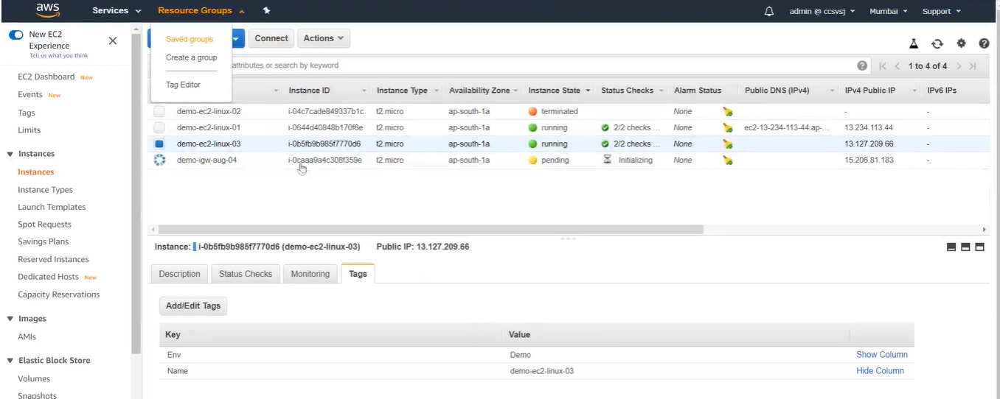 aws
Services
Resource Groups
admin @ ccsvsj
Mumbai
Support
New EC2
Experience
Tell us what you think
EC2 Dashboard New
Events New
Tags
Limits
Instances
Instances
Instance Types
Launch Templates
Spot Requests
Savings Plans
Reserved Instances
Dedicated Hosts New
Capacity Reservations
Images
AMIs
Elastic Block Store
Volumes
Snapshots
Saved groups
Create a group
Tag Editor
Connect
Actions
attributes or search by keyword
1 to 4 of 4
Instance ID Instance Type Availability Zone Instance State Status Checks Alarm Status Public DNS (IPv4) IPv4 Public IP IPv6 IPs
demo-ec2-linux-02 i-04c7cade849337b1c t2.micro ap-south-1a terminated None - -
demo-ec2-linux-01 i-0644d40848b170f6e t2.micro ap-south-1a running 2/2 checks ... None ec2-13-234-113-44.ap-... 13.234.113.44 -
demo-ec2-linux-03 i-0b5fb9b985f7770d6 t2.micro ap-south-1a running 2/2 checks ... None 13.127.209.66 -
demo-igw-aug-04 i-0caaa9a4c308f359e t2.micro ap-south-1a pending Initializing None 15.206.81.183 -
Instance: i-0b5fb9b985f7770d6 (demo-ec2-linux-03) Public IP: 13.127.209.66
Description
Status Checks
Monitoring
Tags
Add/Edit Tags
Key Value
Env Demo Show Column
Name demo-ec2-linux-03 Hide Column